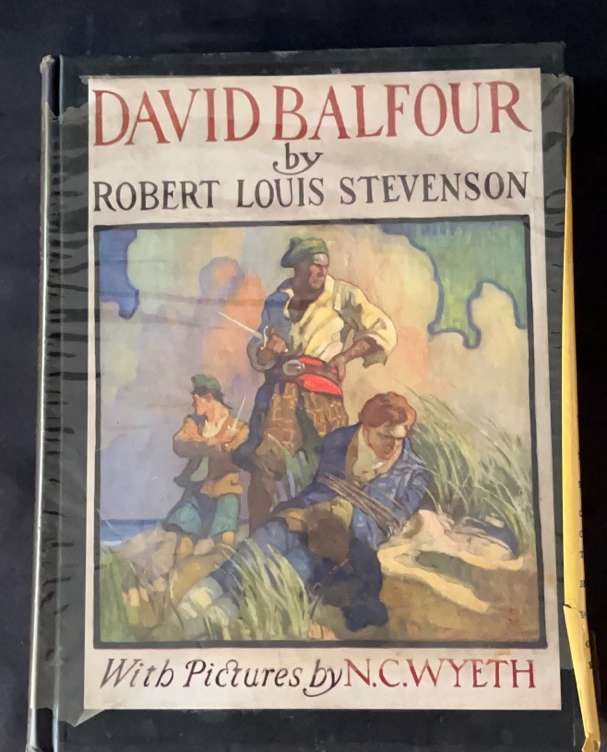 DAVID BALFOUR
by
ROBERT LOUIS STEVENSON
With Pictures by N.C. WYETH